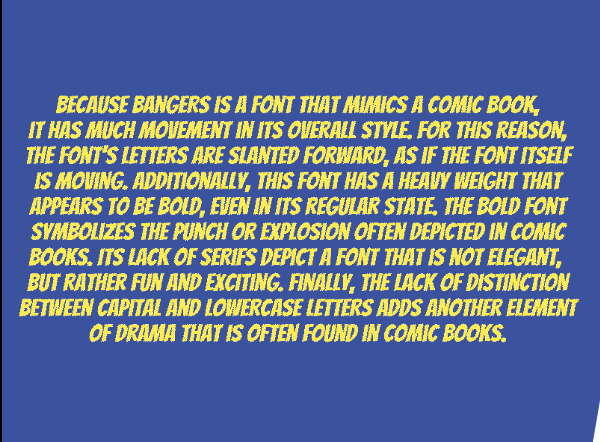 BECAUSE BANGERS IS A FONT THAT MIMICS A COMIC BOOK,
IT HAS MUCH MOVEMENT IN ITS OVERALL STYLE. FOR THIS REASON,
THE FONT'S LETTERS ARE SLANTED FORWARD, AS IF THE FONT ITSELF
IS MOVING. ADDITIONALLY, THIS FONT HAS A HEAVY WEIGHT THAT
APPEARS TO BE BOLD, EVEN IN ITS REGULAR STATE. THE BOLD FONT
SYMBOLIZES THE PUNCH OR EXPLOSION OFTEN DEPICTED IN COMIC
BOOKS. ITS LACK OF SERIFS DEPICT A FONT THAT IS NOT ELEGANT,
BUT RATHER FUN AND EXCITING. FINALLY, THE LACK OF DISTINCTION
BETWEEN CAPITAL AND LOWERCASE LETTERS ADDS ANOTHER ELEMENT
OF DRAMA THAT IS OFTEN FOUND IN COMIC BOOKS.